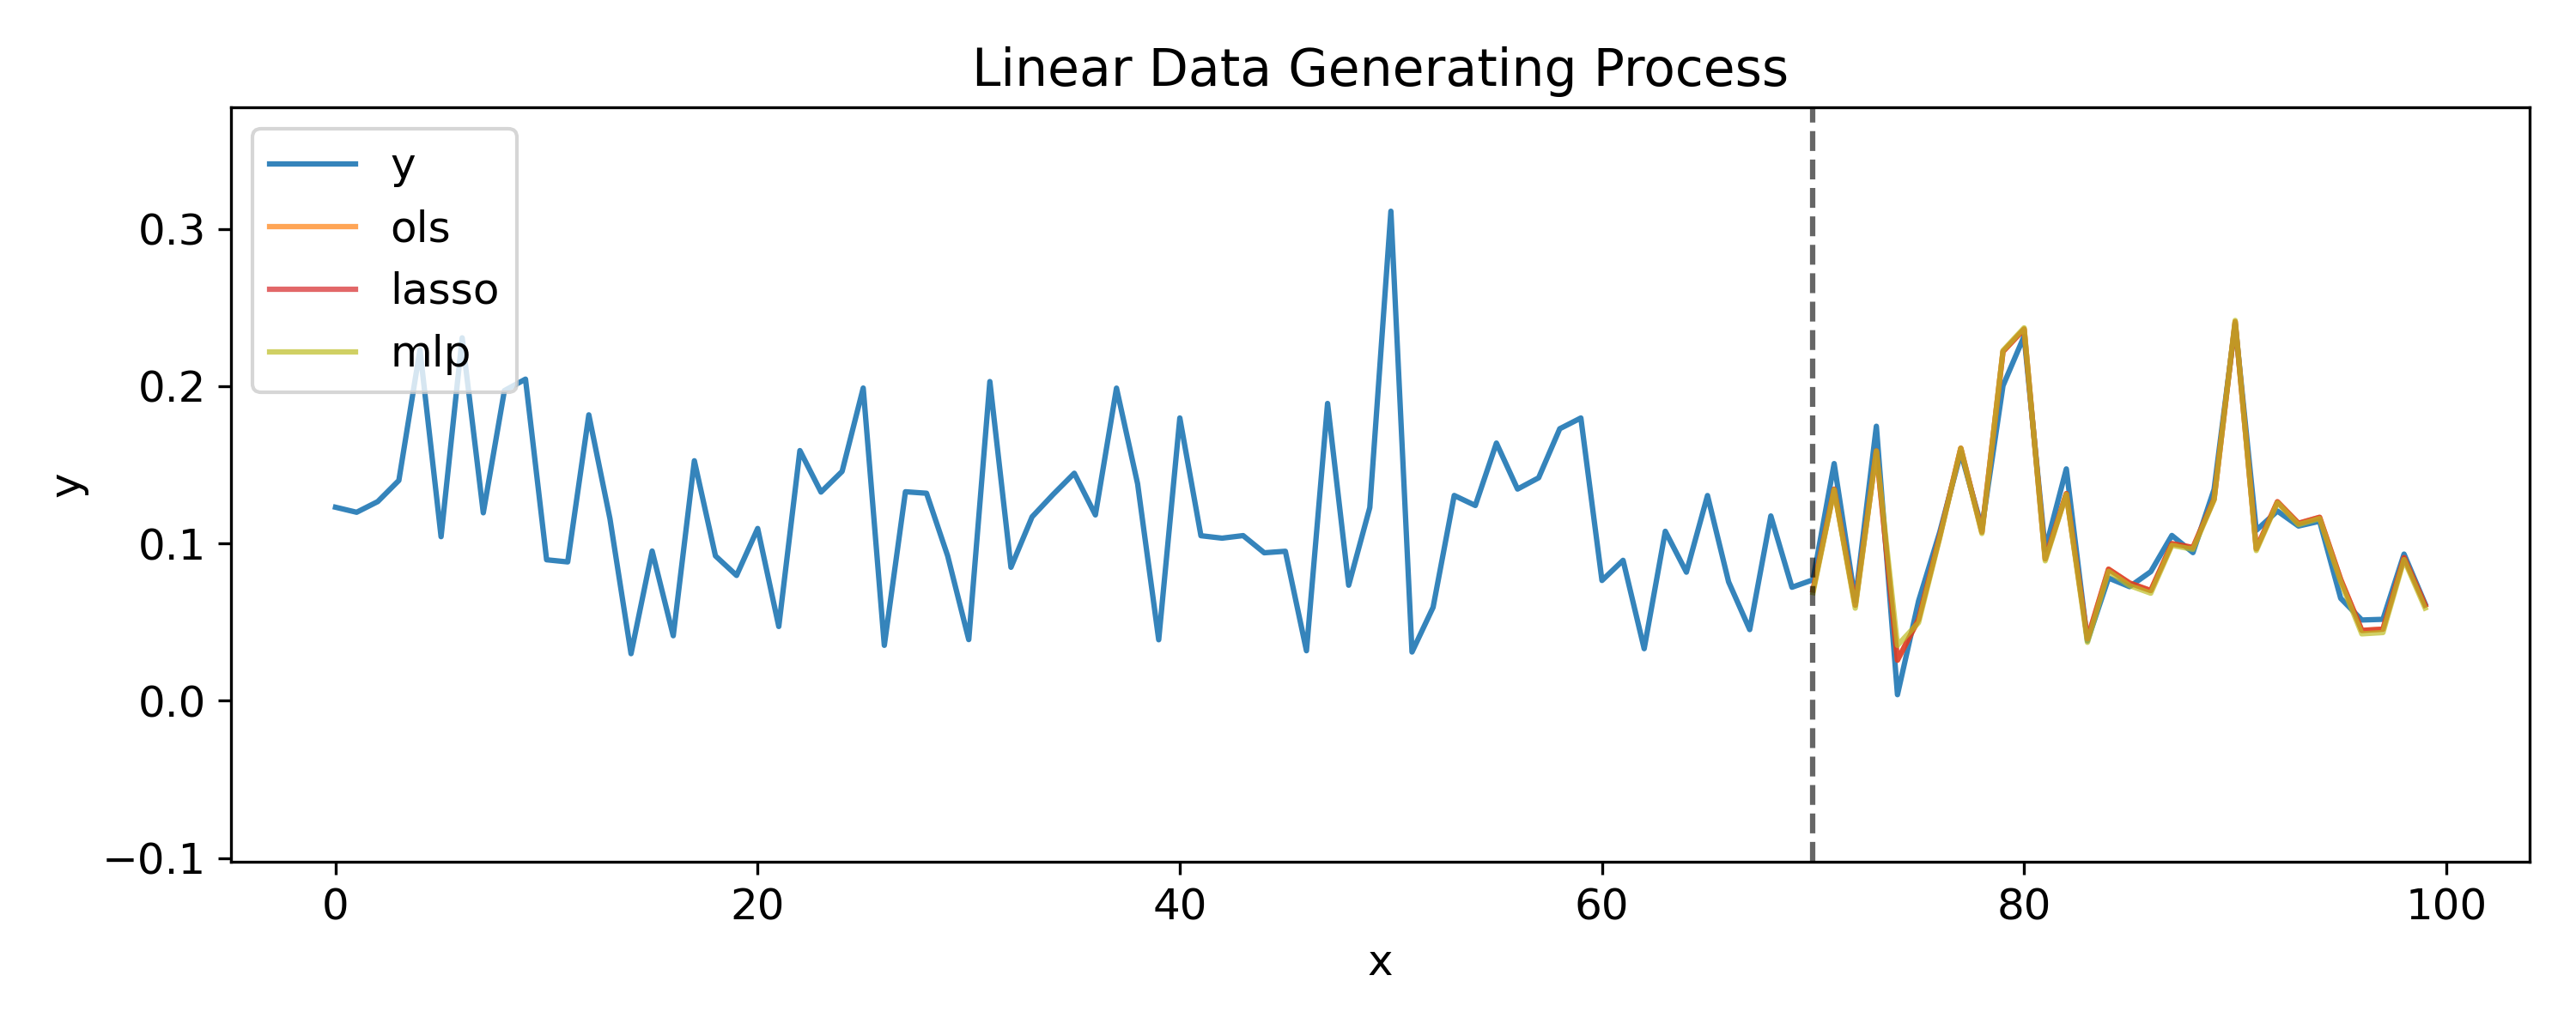 Linear Data Generating Process
y
ols
lasso
mlp
y
0.3
0.2
0.1
0.0
−0.1
0 20 40 60 80 100
x